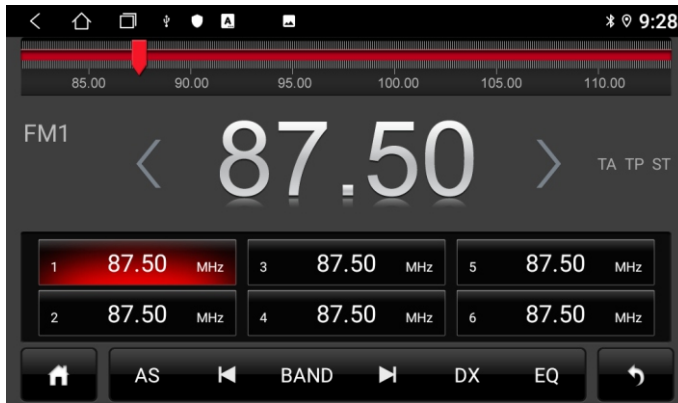 A 9:28
85.00 90.00 95.00 100.00 105.00 110.00
FM1
87.50
TA TP ST
1 87.50 MHz 3 87.50 MHz 5 87.50 MHz
2 87.50 MHz 4 87.50 MHz 6 87.50 MHz
AS BAND DX EQ